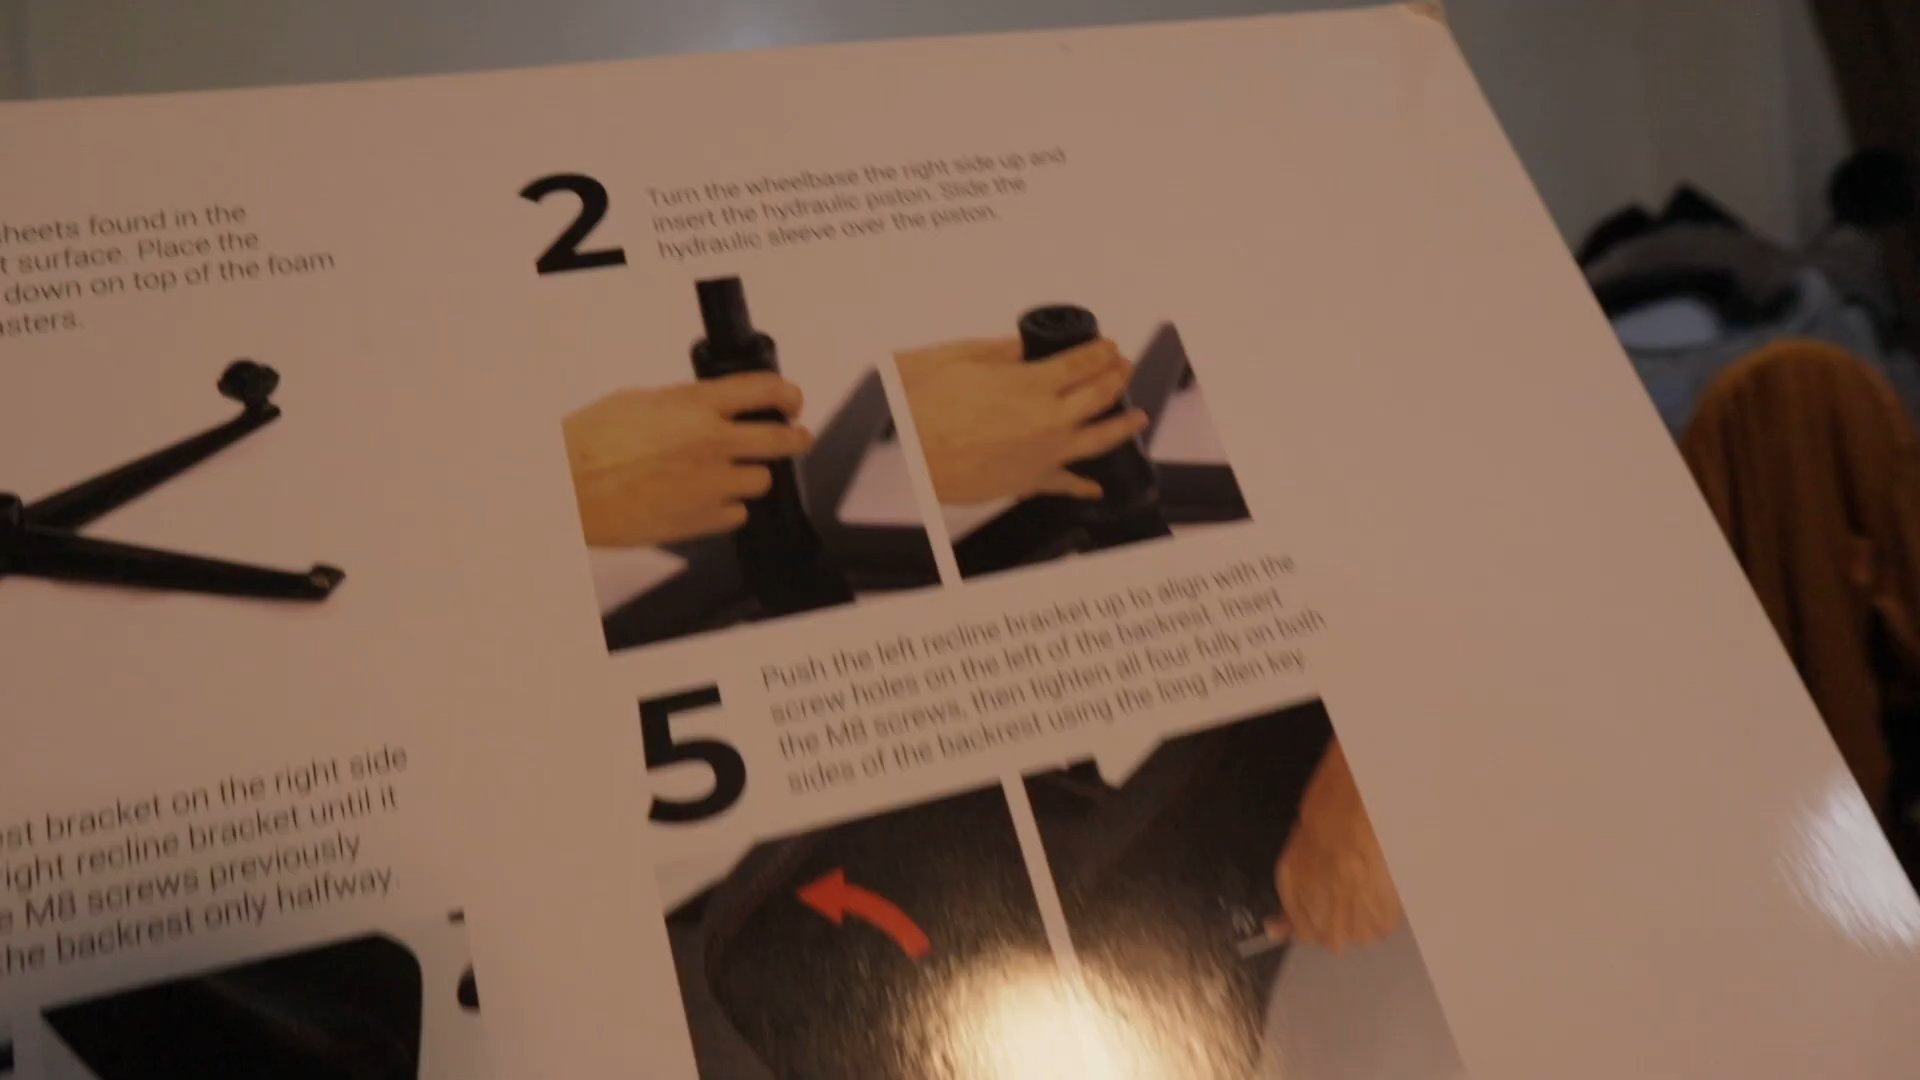 heets found in the
t surface. Place the
down on top of the foam
asters.
2
Turn the wheelbase the right side up and
insert the hydraulic piston. Slide the
hydraulic sleeve over the piston.
est bracket on the right side
ight recline bracket until it
e M8 screws previously
he backrest only halfway.
5
Push the left recline bracket up to align with the
screw holes on the left of the backrest. Insert
the M8 screws, then tighten all four fully on both
sides of the backrest using the long Allen key.